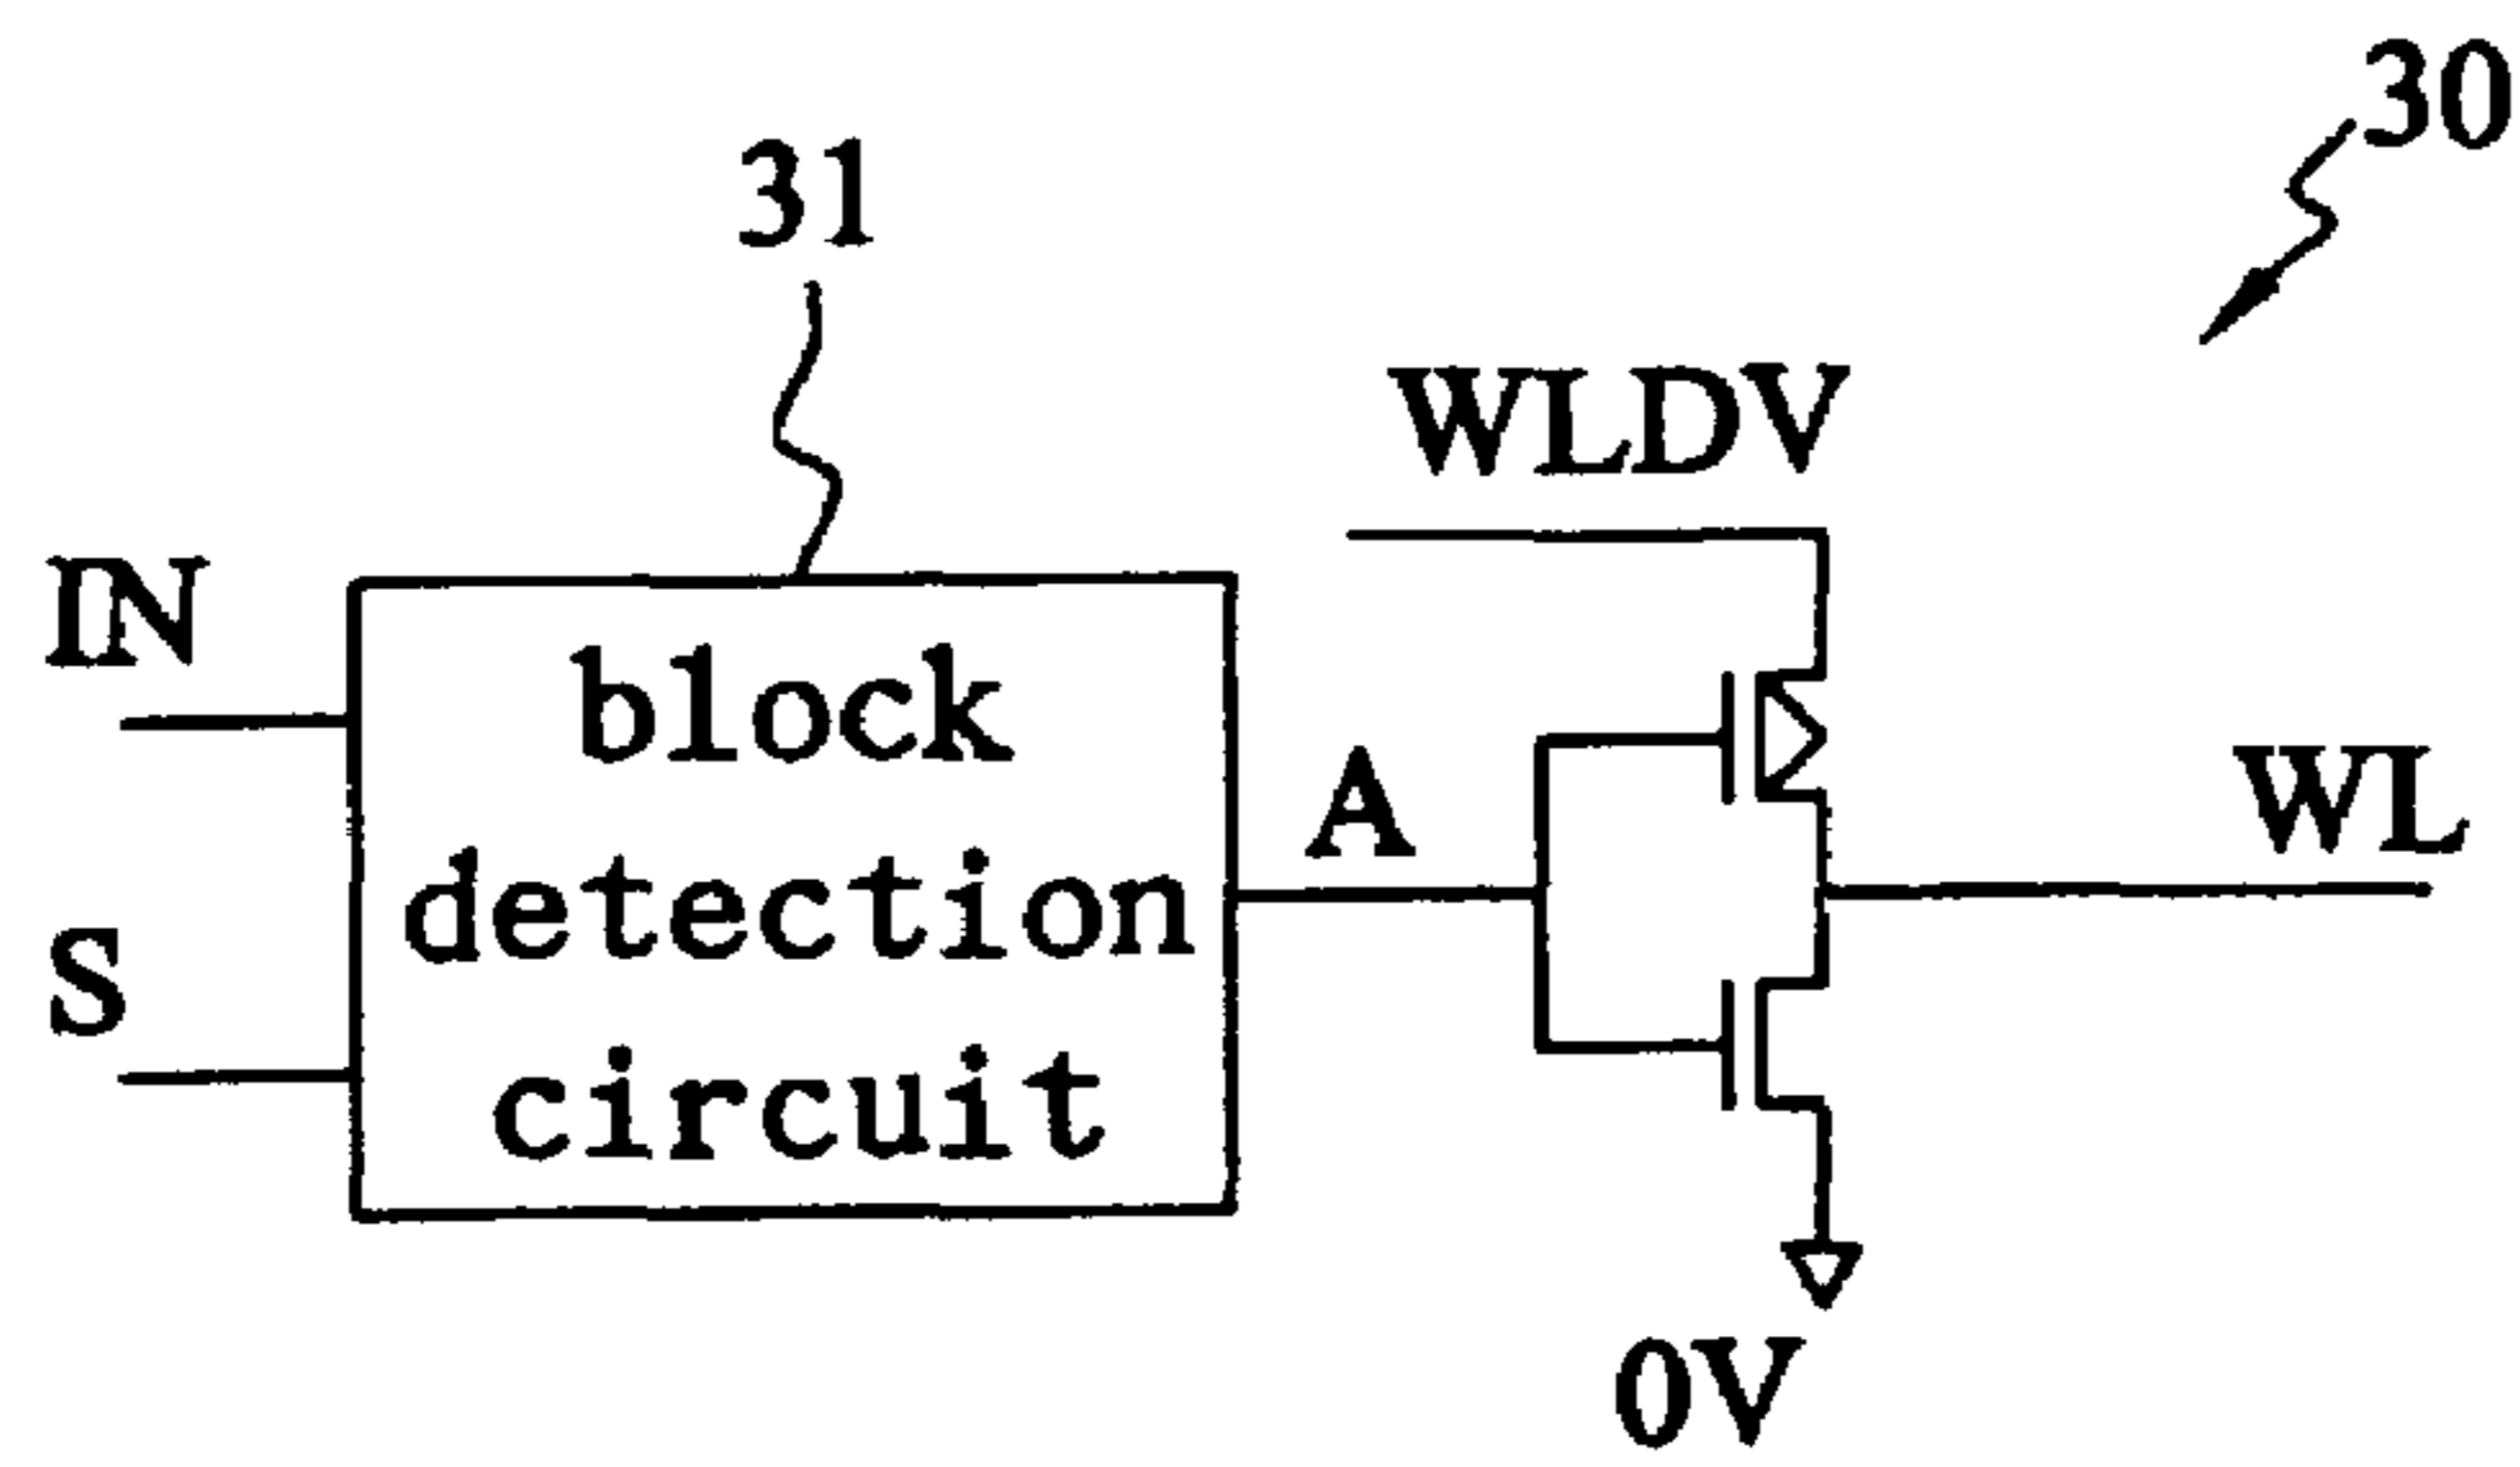 30
31
WLDV
IN
block
A
WL
detection
S
circuit
0V